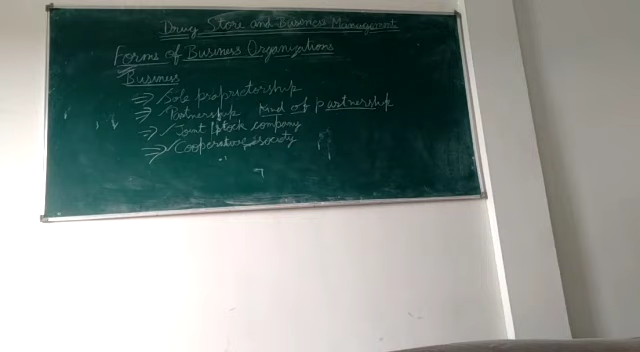 Drug Store and Business Management
Forms of Business Organizations
Business
⇒ Sole proprietorship
⇒ Partnership Kind of partnership
⇒ Joint stock company
⇒ Cooperative society